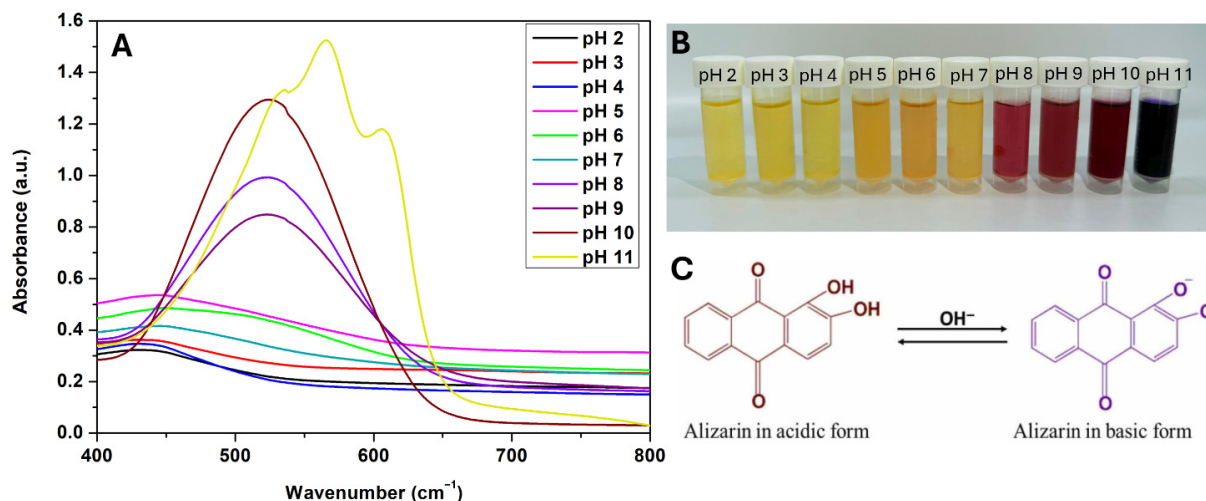 A
1.6
1.4
1.2
1.0
0.8
0.6
0.4
0.2
0.0
400
500
600
700
800
Absorbance (a.u.)
Wavenumber (cm⁻¹)
pH 2
pH 3
pH 4
pH 5
pH 6
pH 7
pH 8
pH 9
pH 10
pH 11
B
pH 2 pH 3 pH 4 pH 5 pH 6 pH 7 pH 8 pH 9 pH 10 pH 11
C
O
OH
OH
O
Alizarin in acidic form
OH⁻
O
O⁻
O
Alizarin in basic form